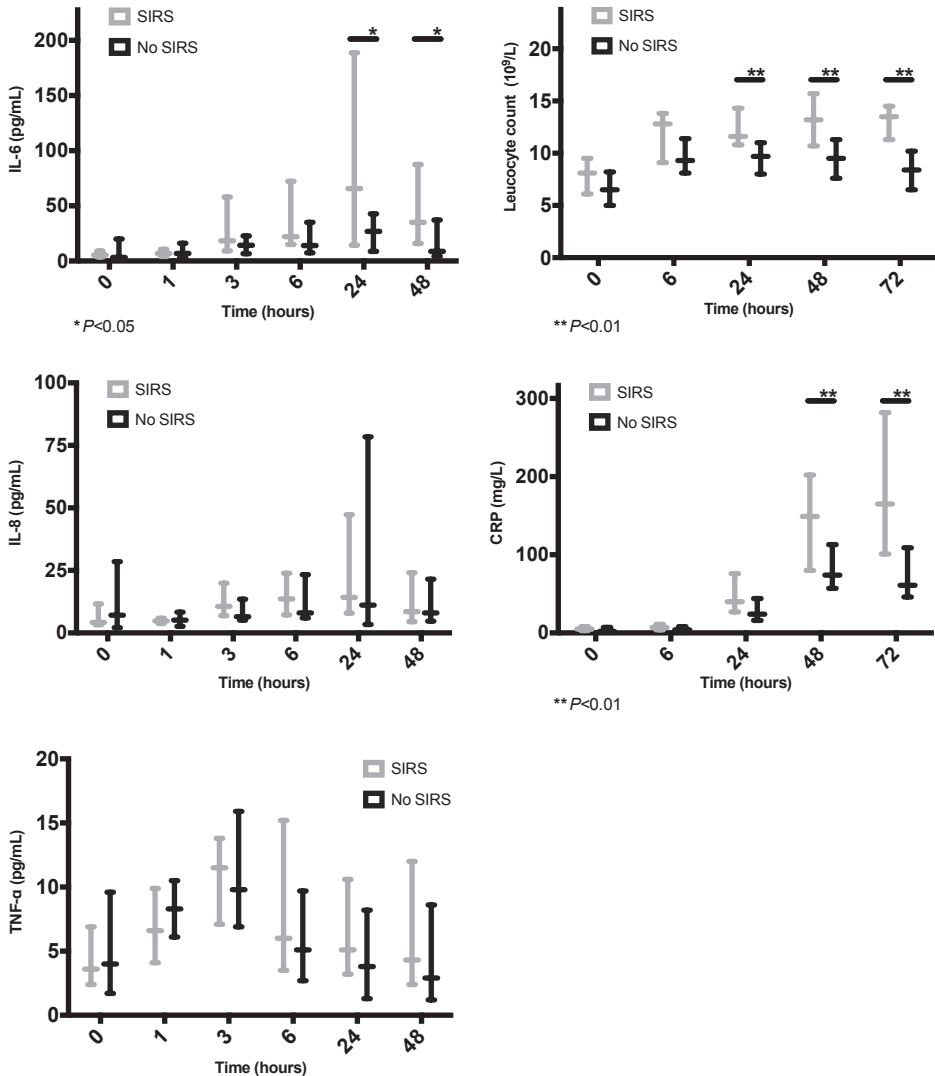 SIRS
No SIRS
IL-6 (pg/mL)
200
150
100
50
0
* *
0 1 3 6 24 48
Time (hours)
* P<0.05
SIRS
No SIRS
Leucocyte count (10⁹/L)
20
15
10
5
0
** ** **
0 6 24 48 72
Time (hours)
** P<0.01
SIRS
No SIRS
IL-8 (pg/mL)
100
75
50
25
0
0 1 3 6 24 48
Time (hours)
SIRS
No SIRS
CRP (mg/L)
300
200
100
0
** **
0 6 24 48 72
Time (hours)
** P<0.01
SIRS
No SIRS
TNF-α (pg/mL)
20
15
10
5
0
0 1 3 6 24 48
Time (hours)